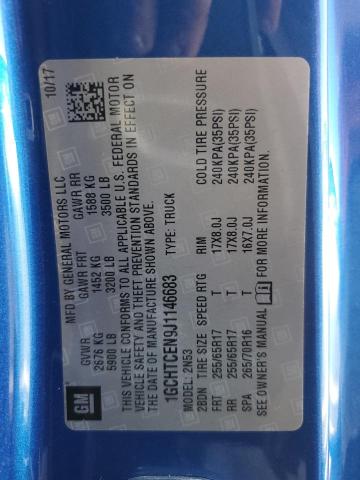 GM
10/17
MFD BY GENERAL MOTORS LLC
GVWR GAWR FRT GAWR RR
2676 KG 1452 KG 1588 KG
5900 LB 3200 LB 3500 LB
THIS VEHICLE CONFORMS TO ALL APPLICABLE U.S. FEDERAL MOTOR
VEHICLE SAFETY AND THEFT PREVENTION STANDARDS IN EFFECT ON
THE DATE OF MANUFACTURE SHOWN ABOVE.
1GCHTCEN9J1146683 TYPE: TRUCK
MODEL: 2N53
2BDN TIRE SIZE SPEED RTG RIM COLD TIRE PRESSURE
FRT 255/65R17 T 17X8.0J 240KPA(35PSI)
RR 255/65R17 T 17X8.0J 240KPA(35PSI)
SPA 265/70R16 T 16X7.0J 240KPA(35PSI)
SEE OWNER'S MANUAL FOR MORE INFORMATION.